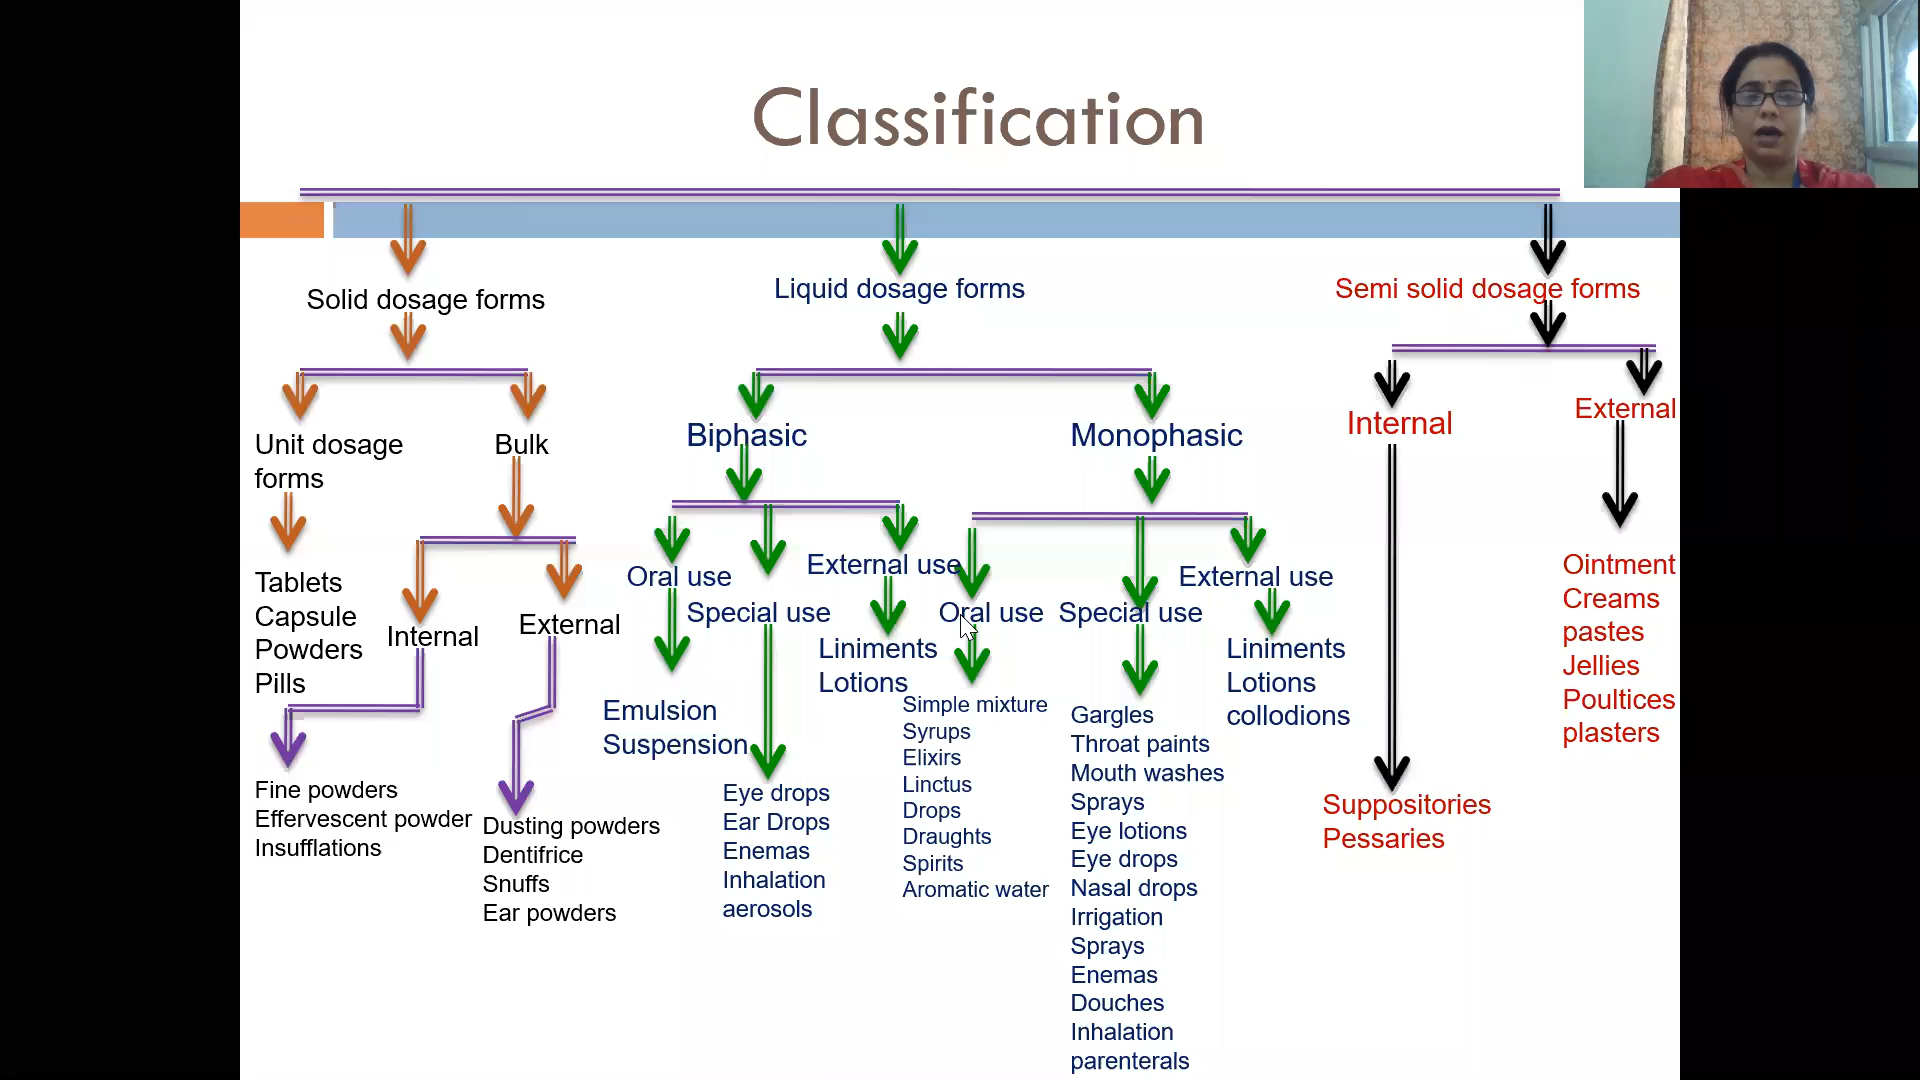 Classification
Solid dosage forms
Liquid dosage forms
Semi solid dosage forms
Unit dosage
forms
Bulk
Biphasic
Monophasic
Internal
External
Tablets
Capsule
Powders
Pills
Internal
External
Oral use
Special use
External use
Oral use
Special use
External use
Fine powders
Effervescent powder
Insufflations
Dusting powders
Dentifrice
Snuffs
Ear powders
Emulsion
Suspension
Eye drops
Ear Drops
Enemas
Inhalation
aerosols
Liniments
Lotions
Simple mixture
Syrups
Elixirs
Linctus
Drops
Draughts
Spirits
Aromatic water
Gargles
Throat paints
Mouth washes
Sprays
Eye lotions
Eye drops
Nasal drops
Irrigation
Sprays
Enemas
Douches
Inhalation
parenterals
Liniments
Lotions
collodions
Suppositories
Pessaries
Ointment
Creams
pastes
Jellies
Poultices
plasters